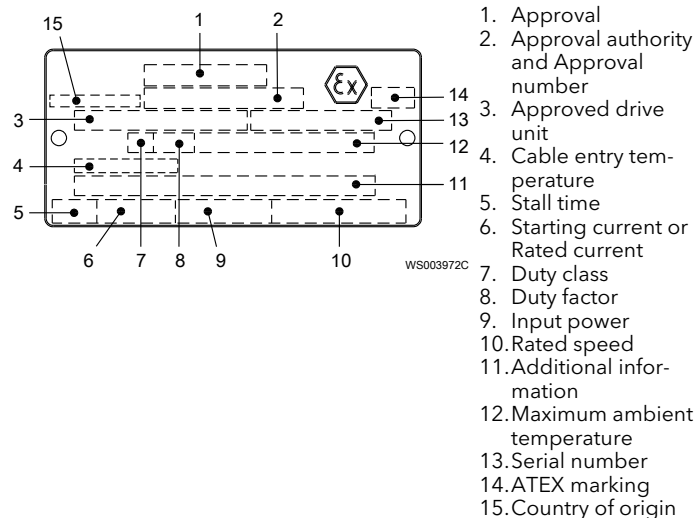 15
1
2
εx
14
3
13
12
4
11
5
6
7
8
9
10
WS003972C
1. Approval
2. Approval authority
and Approval
number
3. Approved drive
unit
4. Cable entry tem-
perature
5. Stall time
6. Starting current or
Rated current
7. Duty class
8. Duty factor
9. Input power
10.Rated speed
11.Additional infor-
mation
12.Maximum ambient
temperature
13.Serial number
14.ATEX marking
15.Country of origin